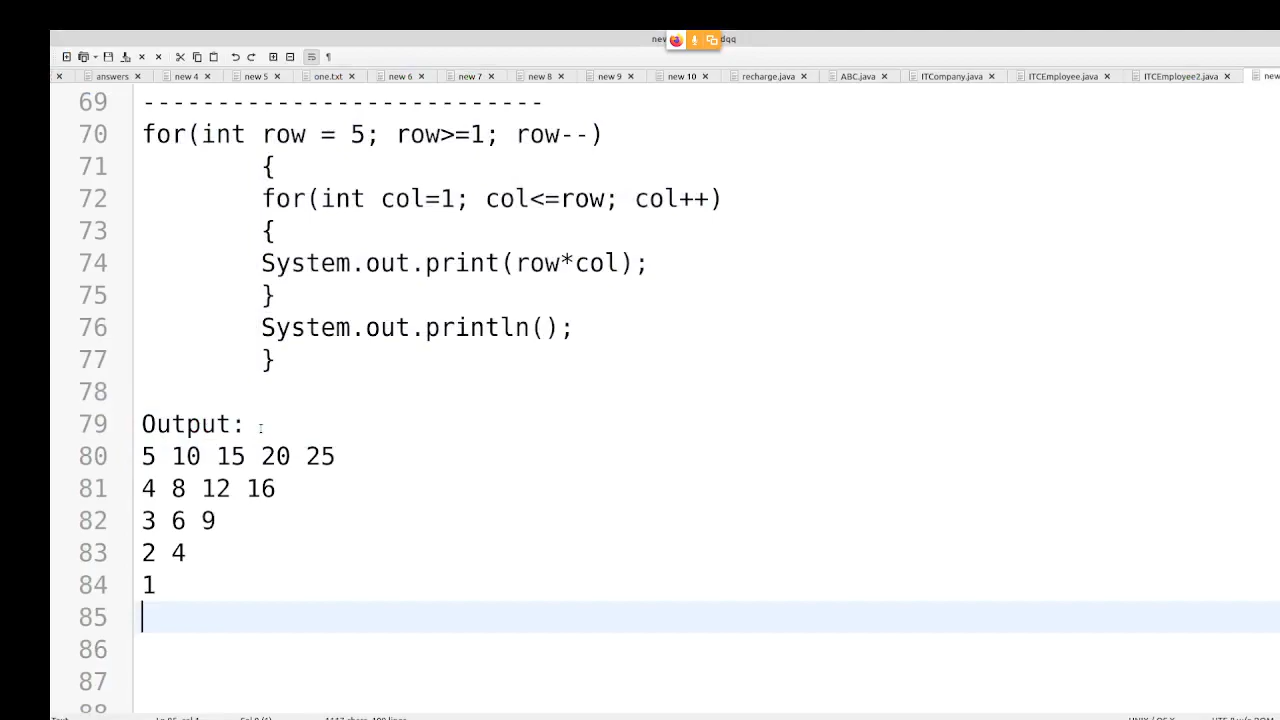 new dqq
answers new 4 new 5 one.txt new 6 new 7 new 8 new 9 new 10 recharge.java ABC.java ITCompany.java ITCEmployee.java ITCEmployee2.java new
69 ---------------------------
70 for(int row = 5; row>=1; row--)
71 {
72 for(int col=1; col<=row; col++)
73 {
74 System.out.print(row*col);
75 }
76 System.out.println();
77 }
78
79 Output:
80 5 10 15 20 25
81 4 8 12 16
82 3 6 9
83 2 4
84 1
85
86
87
88